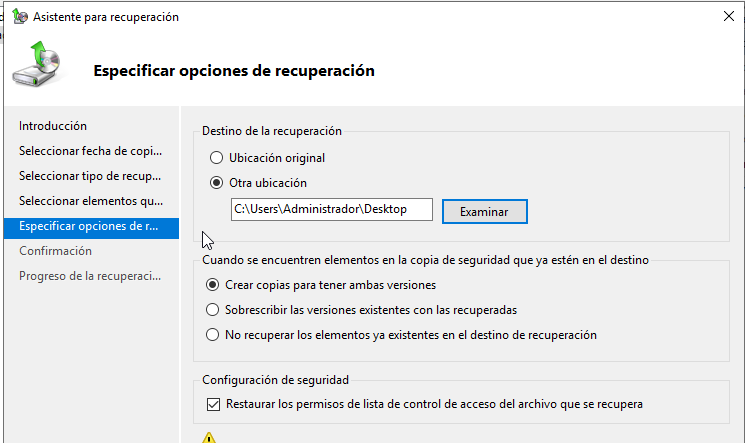 Asistente para recuperación
Especificar opciones de recuperación
Introducción
Seleccionar fecha de copi...
Seleccionar tipo de recup...
Seleccionar elementos qu...
Especificar opciones de r...
Confirmación
Progreso de la recuperaci...
Destino de la recuperación
Ubicación original
Otra ubicación
C:\Users\Administrador\Desktop
Examinar
Cuando se encuentren elementos en la copia de seguridad que ya estén en el destino
Crear copias para tener ambas versiones
Sobrescribir las versiones existentes con las recuperadas
No recuperar los elementos ya existentes en el destino de recuperación
Configuración de seguridad
Restaurar los permisos de lista de control de acceso del archivo que se recupera